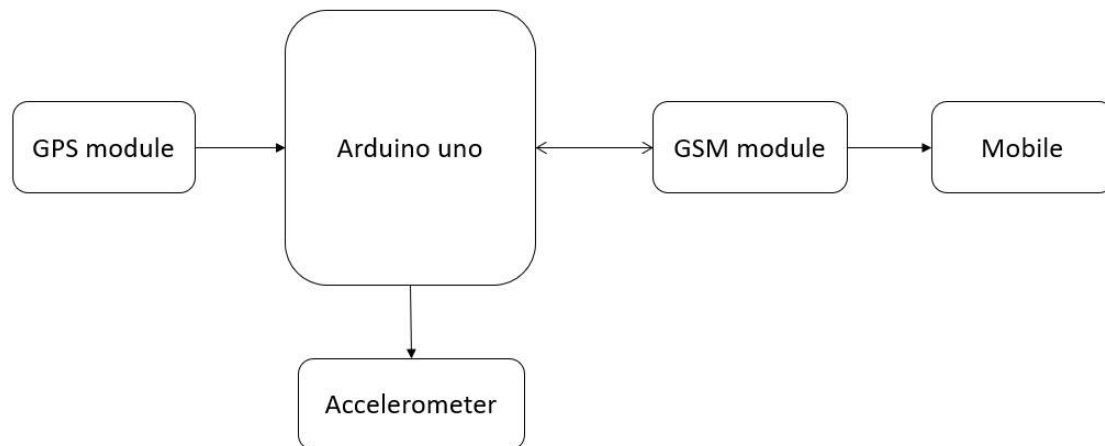 GPS module
Arduino uno
GSM module
Mobile
Accelerometer